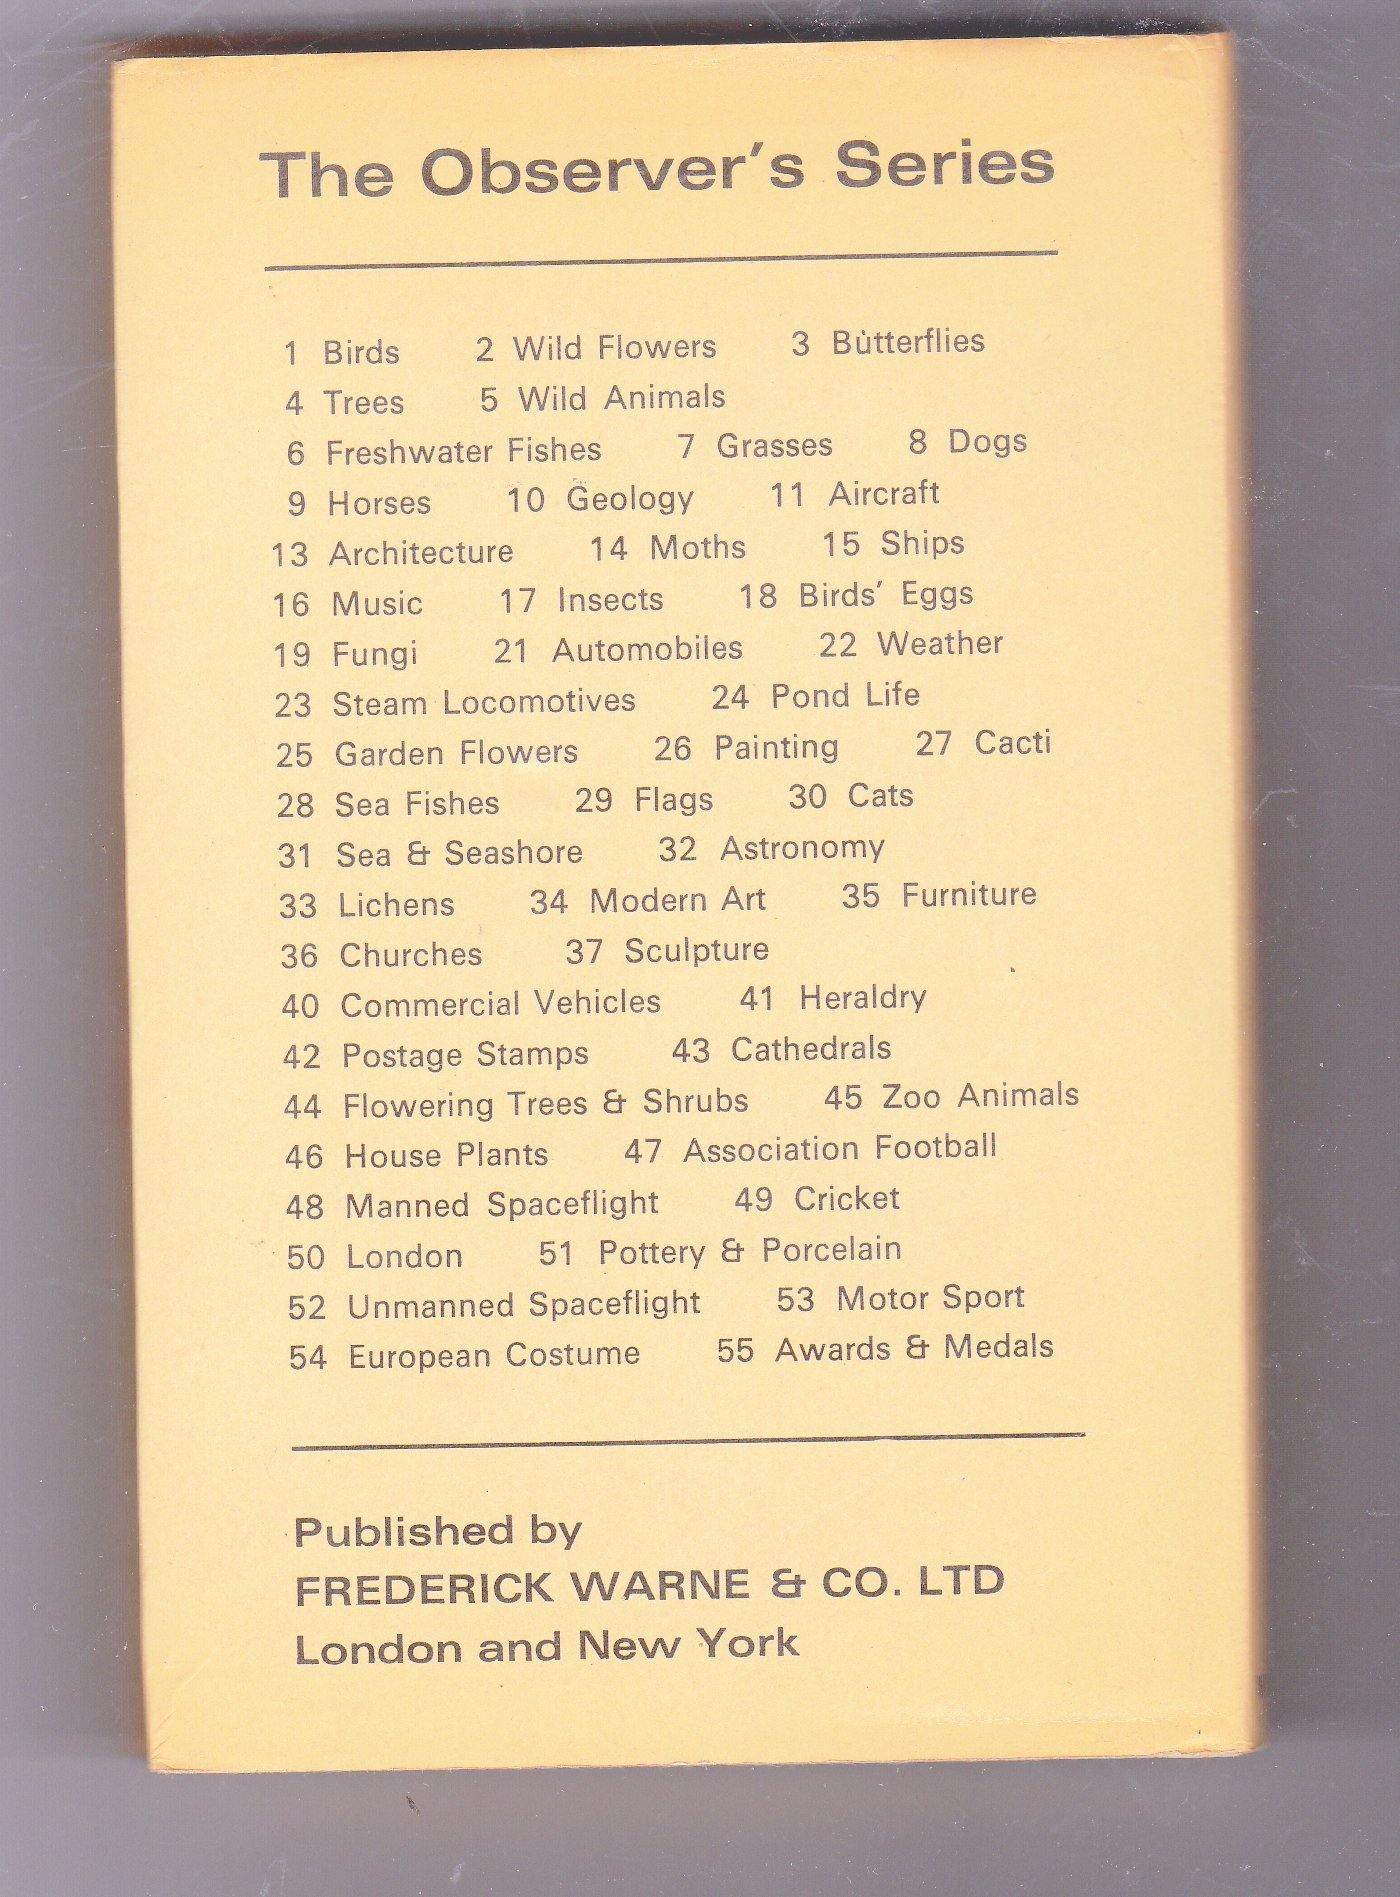 The Observer's Series
1 Birds 2 Wild Flowers 3 Butterflies
4 Trees 5 Wild Animals
6 Freshwater Fishes 7 Grasses 8 Dogs
9 Horses 10 Geology 11 Aircraft
13 Architecture 14 Moths 15 Ships
16 Music 17 Insects 18 Birds' Eggs
19 Fungi 21 Automobiles 22 Weather
23 Steam Locomotives 24 Pond Life
25 Garden Flowers 26 Painting 27 Cacti
28 Sea Fishes 29 Flags 30 Cats
31 Sea & Seashore 32 Astronomy
33 Lichens 34 Modern Art 35 Furniture
36 Churches 37 Sculpture
40 Commercial Vehicles 41 Heraldry
42 Postage Stamps 43 Cathedrals
44 Flowering Trees & Shrubs 45 Zoo Animals
46 House Plants 47 Association Football
48 Manned Spaceflight 49 Cricket
50 London 51 Pottery & Porcelain
52 Unmanned Spaceflight 53 Motor Sport
54 European Costume 55 Awards & Medals
Published by
FREDERICK WARNE & CO. LTD
London and New York